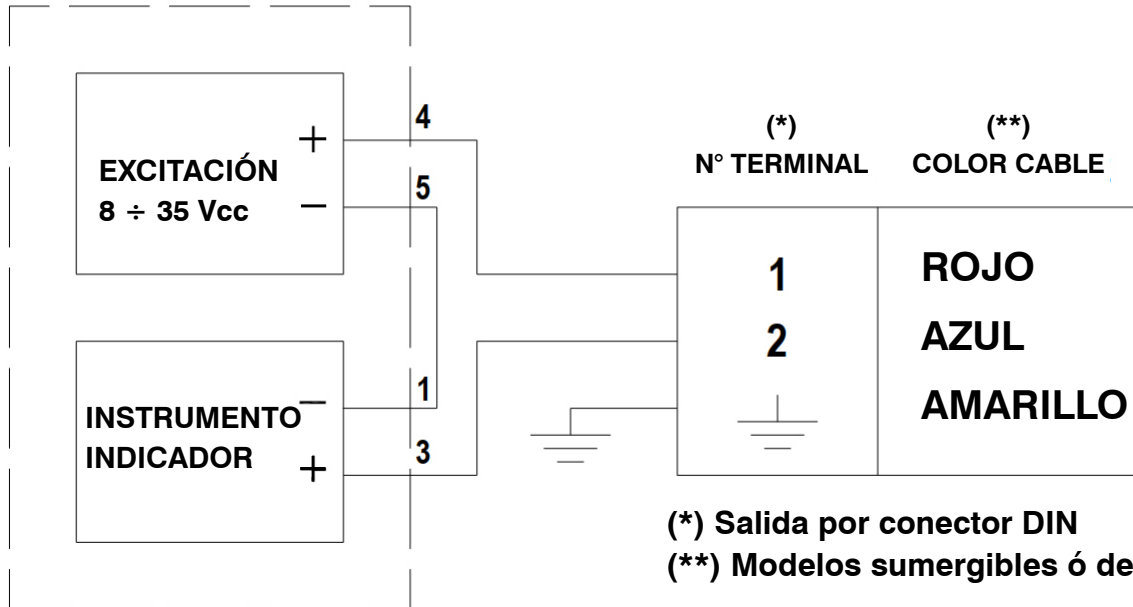 EXCITACIÓN
8 ÷ 35 Vcc
+
−
4
5
INSTRUMENTO
INDICADOR
−
+
1
3
(*)
N° TERMINAL
(**)
COLOR CABLE
1 ROJO
2 AZUL
AMARILLO
(*) Salida por conector DIN
(**) Modelos sumergibles ó de